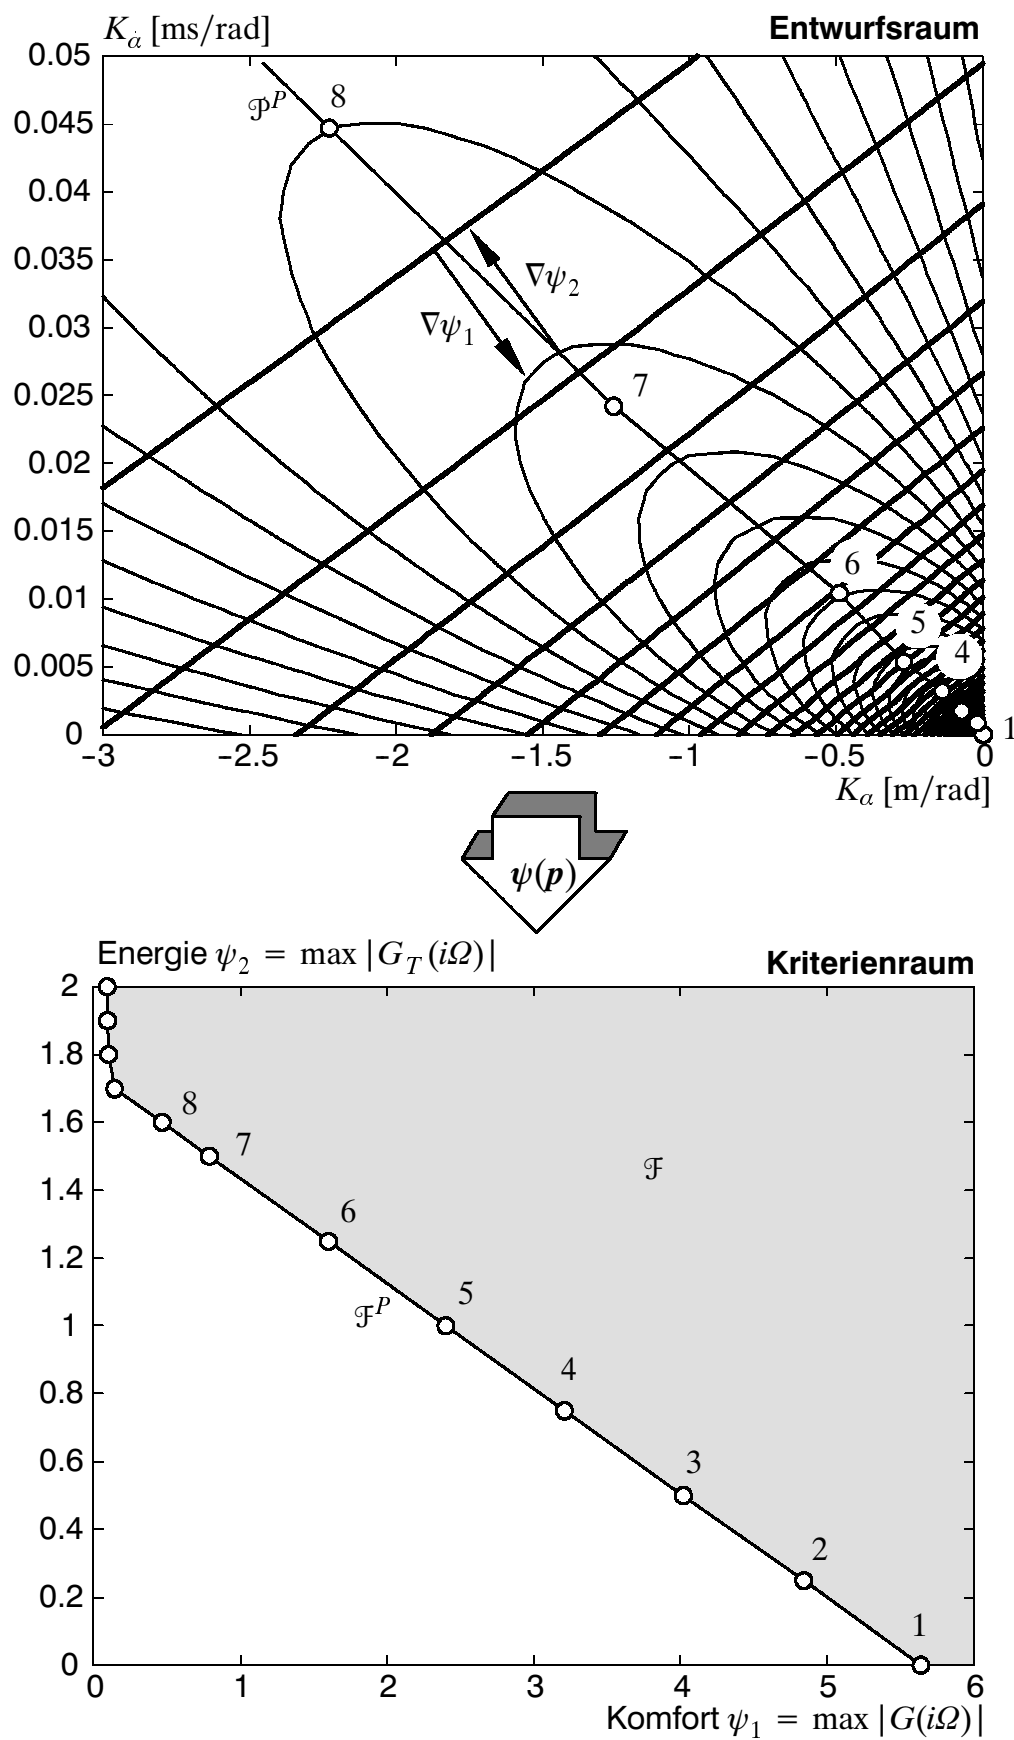 K_α̇ [ms/rad] Entwurfsraum
0.05
𝒫^P 8
0.045
0.04
0.035
∇ψ₂
∇ψ₁
0.03
7
0.025
0.02
0.015
6
0.01
5
4
0.005
0
1
−3 −2.5 −2 −1.5 −1 −0.5 0
K_α [m/rad]
ψ(p)
Energie ψ₂ = max |G_T(iΩ)| Kriterienraum
2
1.8
8
1.6
7
ℱ
1.4
6
1.2
ℱ^P 5
1
4
0.8
0.6
3
0.4
2
0.2
1
0
0 1 2 3 4 5 6
Komfort ψ₁ = max |G(iΩ)|